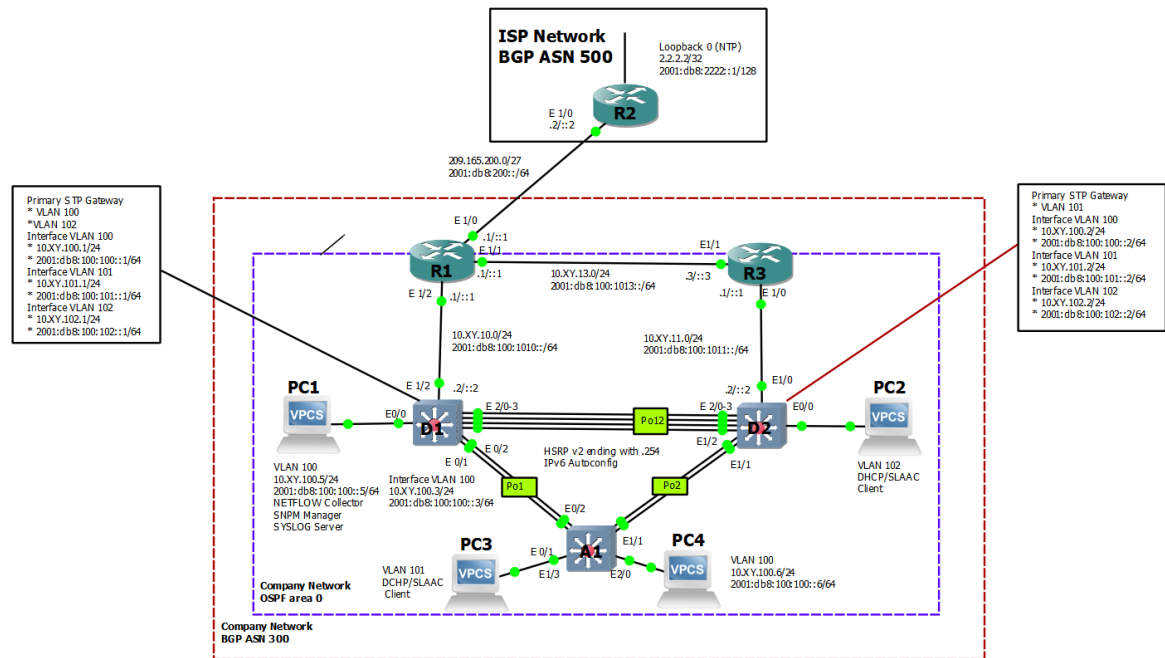 ISP Network
BGP ASN 500
Loopback 0 (NTP)
2.2.2.2/32
2001:db8:2222::1/128
R2
E 1/0
.2/::2
209.165.200.0/27
2001:db8:200::/64
Primary STP Gateway
* VLAN 100
*VLAN 102
Interface VLAN 100
* 10.XY.100.1/24
* 2001:db8:100:100::1/64
Interface VLAN 101
* 10.XY.101.1/24
* 2001:db8:100:101::1/64
Interface VLAN 102
* 10.XY.102.1/24
* 2001:db8:100:102::1/64
Primary STP Gateway
* VLAN 101
Interface VLAN 100
* 10.XY.100.2/24
* 2001:db8:100:100::2/64
Interface VLAN 101
* 10.XY.101.2/24
* 2001:db8:100:101::2/64
Interface VLAN 102
* 10.XY.102.2/24
* 2001:db8:100:102::2/64
E 1/0
.1/::1
E 1/1
R1
.1/::1
E 1/2
.1/::1
10.XY.13.0/24
2001:db8:100:1013::/64
E1/1
.3/::3
R3
.1/::1
E 1/0
10.XY.10.0/24
2001:db8:100:1010::/64
10.XY.11.0/24
2001:db8:100:1011::/64
E 1/2
.2/::2
E1/0
.2/::2
PC1
VPCS
E0/0
D1
E 2/0-3
Po12
E 2/0-3
D2
E0/0
PC2
VPCS
E 0/2
E 0/1
E1/2
E1/1
HSRP v2 ending with .254
IPv6 Autoconfig
VLAN 100
10.XY.100.5/24
2001:db8:100:100::5/64
NETFLOW Collector
SNPM Manager
SYSLOG Server
Interface VLAN 100
10.XY.100.3/24
2001:db8:100:100::3/64
VLAN 102
DHCP/SLAAC
Client
Po1
Po2
E0/2
E1/1
A1
E 0/1
E1/3
E2/0
PC3
VPCS
VLAN 101
DCHP/SLAAC
Client
PC4
VPCS
VLAN 100
10.XY.100.6/24
2001:db8:100:100::6/64
Company Network
OSPF area 0
Company Network
BGP ASN 300